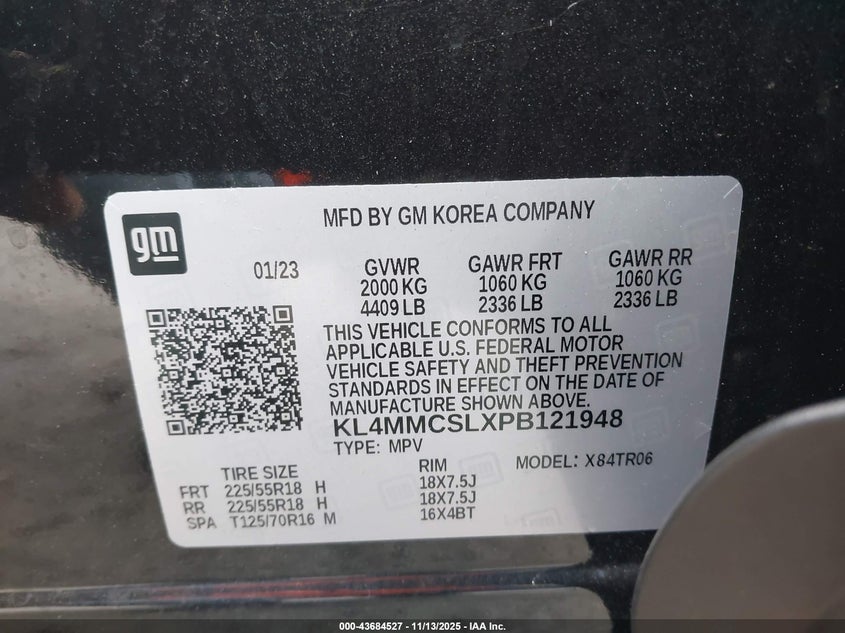 gm
MFD BY GM KOREA COMPANY
01/23
GVWR GAWR FRT GAWR RR
2000 KG 1060 KG 1060 KG
4409 LB 2336 LB 2336 LB
THIS VEHICLE CONFORMS TO ALL
APPLICABLE U.S. FEDERAL MOTOR
VEHICLE SAFETY AND THEFT PREVENTION
STANDARDS IN EFFECT ON THE DATE OF
MANUFACTURE SHOWN ABOVE.
KL4MMCSLXPB121948
TYPE: MPV
MODEL: X84TR06
TIRE SIZE RIM
FRT 225/55R18 H 18X7.5J
RR 225/55R18 H 18X7.5J
SPA T125/70R16 M 16X4BT
000-43684527 - 11/13/2025 - IAA Inc.